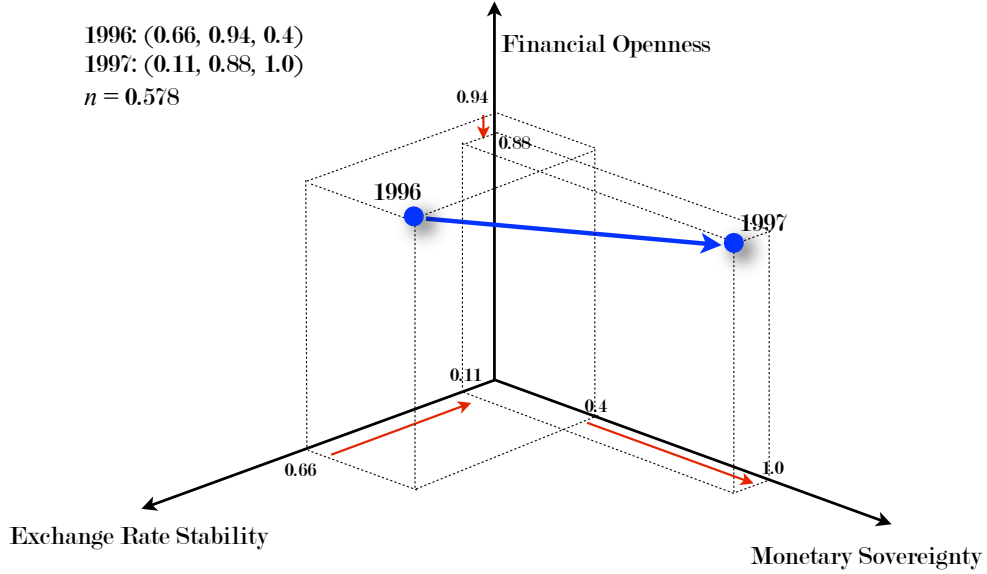 1996: (0.66, 0.94, 0.4)
1997: (0.11, 0.88, 1.0)
n = 0.578
Financial Openness
0.94
0.88
1996
1997
0.11
0.4
0.66
1.0
Exchange Rate Stability
Monetary Sovereignty